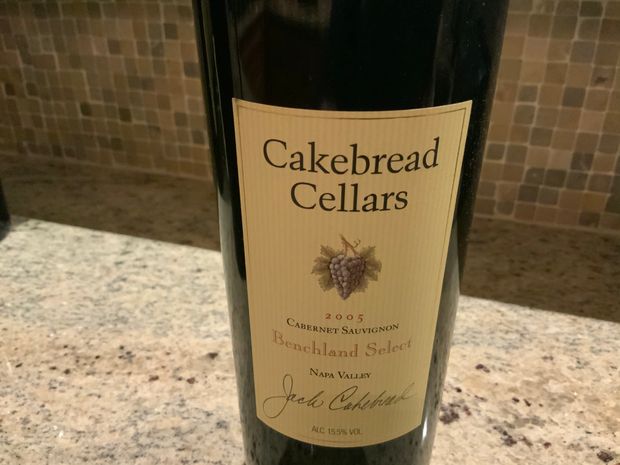 Cakebread
Cellars
2005
Cabernet Sauvignon
Benchland Select
Napa Valley
Jack Cakebread
ALC 15.5% VOL